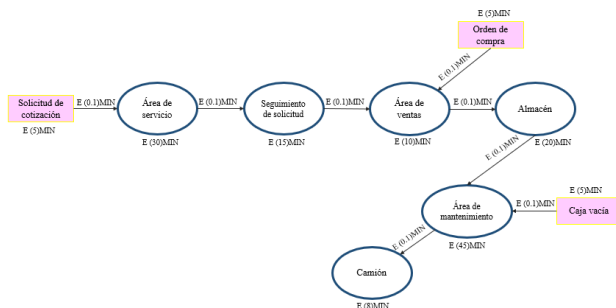 E (5)MIN
Orden de
compra
E (0.1)MIN
Solicitud de
cotización
E (5)MIN
E (0.1)MIN
Área de
servicio
E (30)MIN
E (0.1)MIN
Seguimiento
de solicitud
E (15)MIN
E (0.1)MIN
Área de
ventas
E (10)MIN
E (0.1)MIN
Almacén
E (20)MIN
E (0.1)MIN
E (5)MIN
Caja vacía
E (0.1)MIN
Área de
mantenimiento
E (45)MIN
E (0.1)MIN
Camión
E (8)MIN